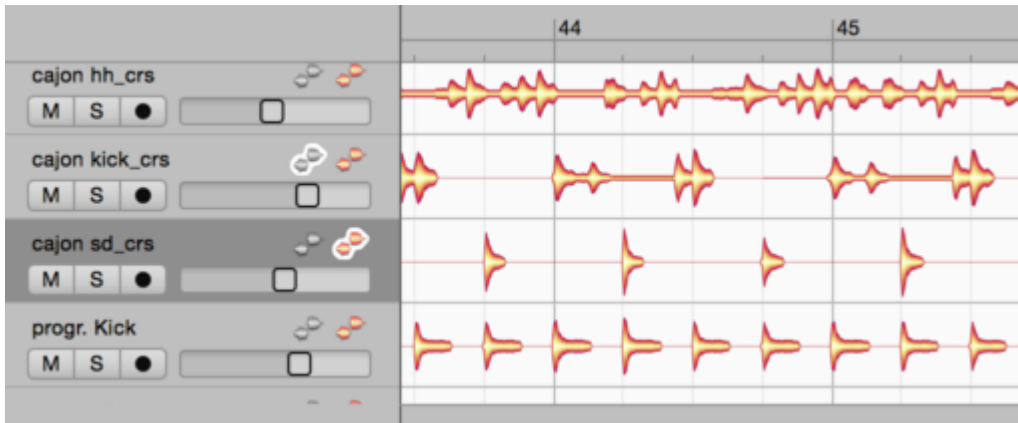 44 45
cajon hh_crs
M S
cajon kick_crs
M S
cajon sd_crs
M S
progr. Kick
M S